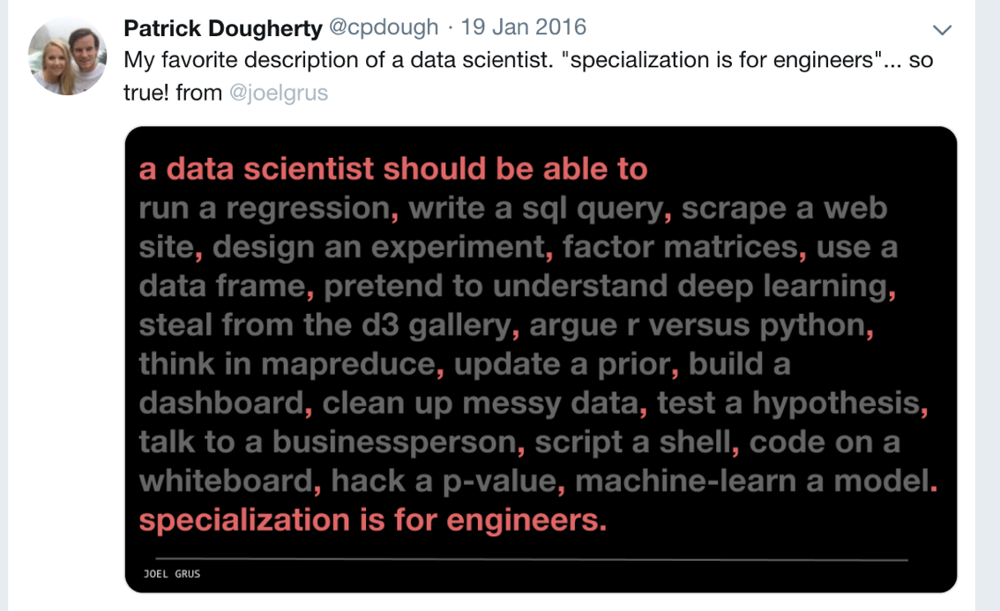 Patrick Dougherty @cpdough · 19 Jan 2016
My favorite description of a data scientist. "specialization is for engineers"... so
true! from @joelgrus
a data scientist should be able to
run a regression, write a sql query, scrape a web
site, design an experiment, factor matrices, use a
data frame, pretend to understand deep learning,
steal from the d3 gallery, argue r versus python,
think in mapreduce, update a prior, build a
dashboard, clean up messy data, test a hypothesis,
talk to a businessperson, script a shell, code on a
whiteboard, hack a p-value, machine-learn a model.
specialization is for engineers.
JOEL GRUS